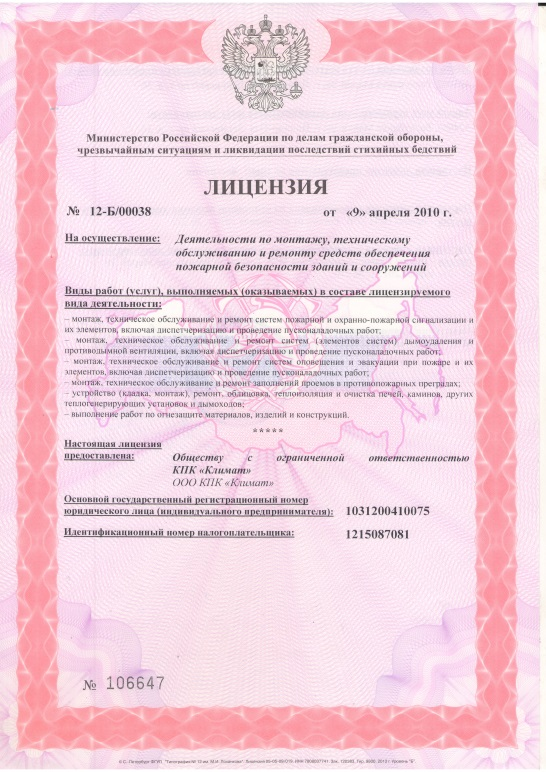 Министерство Российской Федерации по делам гражданской обороны,
чрезвычайным ситуациям и ликвидации последствий стихийных бедствий
ЛИЦЕНЗИЯ
№ 12-Б/00038 от «9» апреля 2010 г.
На осуществление: Деятельности по монтажу, техническому
обслуживанию и ремонту средств обеспечения
пожарной безопасности зданий и сооружений
Виды работ (услуг), выполняемых (оказываемых) в составе лицензируемого
вида деятельности:
– монтаж, техническое обслуживание и ремонт систем пожарной и охранно-пожарной сигнализации и
их элементов, включая диспетчеризацию и проведение пусконаладочных работ;
– монтаж, техническое обслуживание и ремонт систем (элементов систем) дымоудаления и
противодымной вентиляции, включая диспетчеризацию и проведение пусконаладочных работ;
– монтаж, техническое обслуживание и ремонт систем оповещения и эвакуации при пожаре и их
элементов, включая диспетчеризацию и проведение пусконаладочных работ;
– монтаж, техническое обслуживание и ремонт заполнений проемов в противопожарных преградах;
– устройство (кладка, монтаж), ремонт, облицовка, теплоизоляция и очистка печей, каминов, других
теплогенерирующих установок и дымоходов;
– выполнение работ по огнезащите материалов, изделий и конструкций.
*****
Настоящая лицензия
предоставлена: Обществу с ограниченной ответственностью
КПК «Климат»
ООО КПК «Климат»
Основной государственный регистрационный номер
юридического лица (индивидуального предпринимателя): 1031200410075
Идентификационный номер налогоплательщика: 1215087081
№ 106647